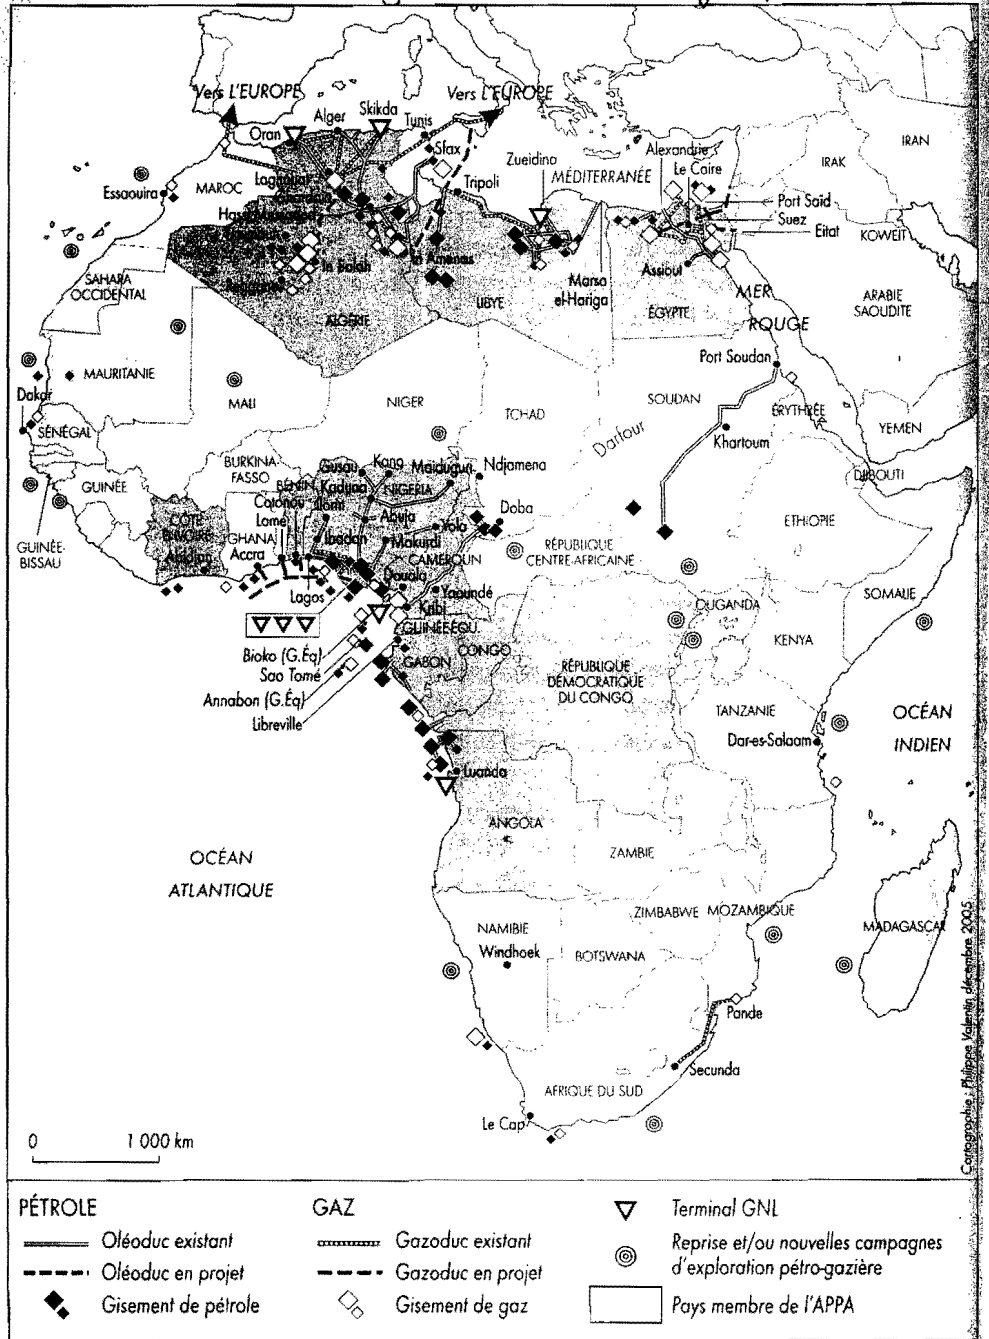 Vers L'EUROPE
Vers L'EUROPE
Oran
Alger
Skikda
Tunis
Sfax
Zueidina
MÉDITERRANÉE
Alexandrie
Le Caire
IRAK
IRAN
Essaouira
MAROC
Tripoli
Port Saïd
Suez
Eitat
KOWEIT
In Salah
In Amenas
Marsa
el-Hariga
Assiout
SAHARA
OCCIDENTAL
ALGÉRIE
LIBYE
ÉGYPTE
MER
ROUGE
ARABIE
SAOUDITE
Port Soudan
MAURITANIE
Dakar
SÉNÉGAL
MALI
NIGER
TCHAD
SOUDAN
Darfour
Khartoum
ÉRYTHRÉE
YEMEN
DJIBOUTI
GUINÉE
BURKINA-
FASSO
BÉNIN
Gusau
Kano
Maiduguri
Ndjamena
Kaduna
NIGERIA
Cotonou
Ilorin
Lomé
GHANA
Accra
Abuja
Yola
Doba
Ibadan
Makurdi
CÔTE
D'IVOIRE
Abidjan
GUINÉE-
BISSAU
Lagos
CAMEROUN
Douala
Yaoundé
Kribi
RÉPUBLIQUE
CENTRE-AFRICAINE
ETHIOPIE
SOMALIE
OUGANDA
KENYA
GUINÉE-ÉQU.
CONGO
GABON
Bioko (G.Éq)
Sao Tomé
Annabon (G.Éq)
Libreville
RÉPUBLIQUE
DÉMOCRATIQUE
DU CONGO
TANZANIE
Dar-es-Salaam
OCÉAN
INDIEN
Luanda
ANGOLA
ZAMBIE
OCÉAN
ATLANTIQUE
NAMIBIE
Windhoek
ZIMBABWE
MOZAMBIQUE
BOTSWANA
MADAGASCAR
Pande
Secunda
AFRIQUE DU SUD
Le Cap
Cartographie : Philippe Valentin décembre 2005
0 1 000 km
PÉTROLE
Oléoduc existant
Oléoduc en projet
Gisement de pétrole
GAZ
Gazoduc existant
Gazoduc en projet
Gisement de gaz
Terminal GNL
Reprise et/ou nouvelles campagnes
d'exploration pétro-gazière
Pays membre de l'APPA